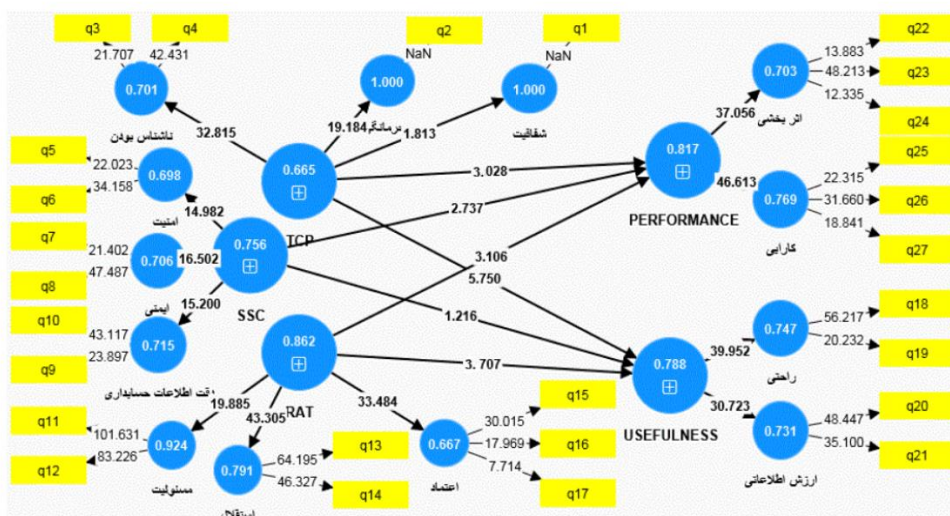 q3
q4
q2
q1
q22
21.707
42.431
NaN
NaN
13.883
0.701
1.000
1.000
0.703
48.213
q23
32.815
19.184
1.813
37.056
12.335
ناشناس بودن
شفافیت
اثر بخشی
q24
q5
0.817
q25
22.023
0.698
0.665
3.028
46.613
22.315
34.158
0.769
31.660
q26
q6
امنیت
14.982
2.737
PERFORMANCE
18.841
q7
کارایی
q27
21.402
0.706
16.502
0.756
TCP
3.106
47.487
5.750
q8
ایمنی
15.200
q18
q10
SSC
1.216
56.217
43.117
0.715
0.862
0.747
20.232
23.897
0.788
39.952
q19
q9
دقت اطلاعات حسابداری
3.707
راحتی
q11
19.885
RAT
33.484
q15
30.723
q20
101.631
43.305
30.015
USEFULNESS
48.447
0.924
q13
0.667
17.969
q16
0.731
35.100
83.226
64.195
q21
q12
0.791
7.714
مسئولیت
46.327
اعتماد
q17
ارزش اطلاعاتی
q14